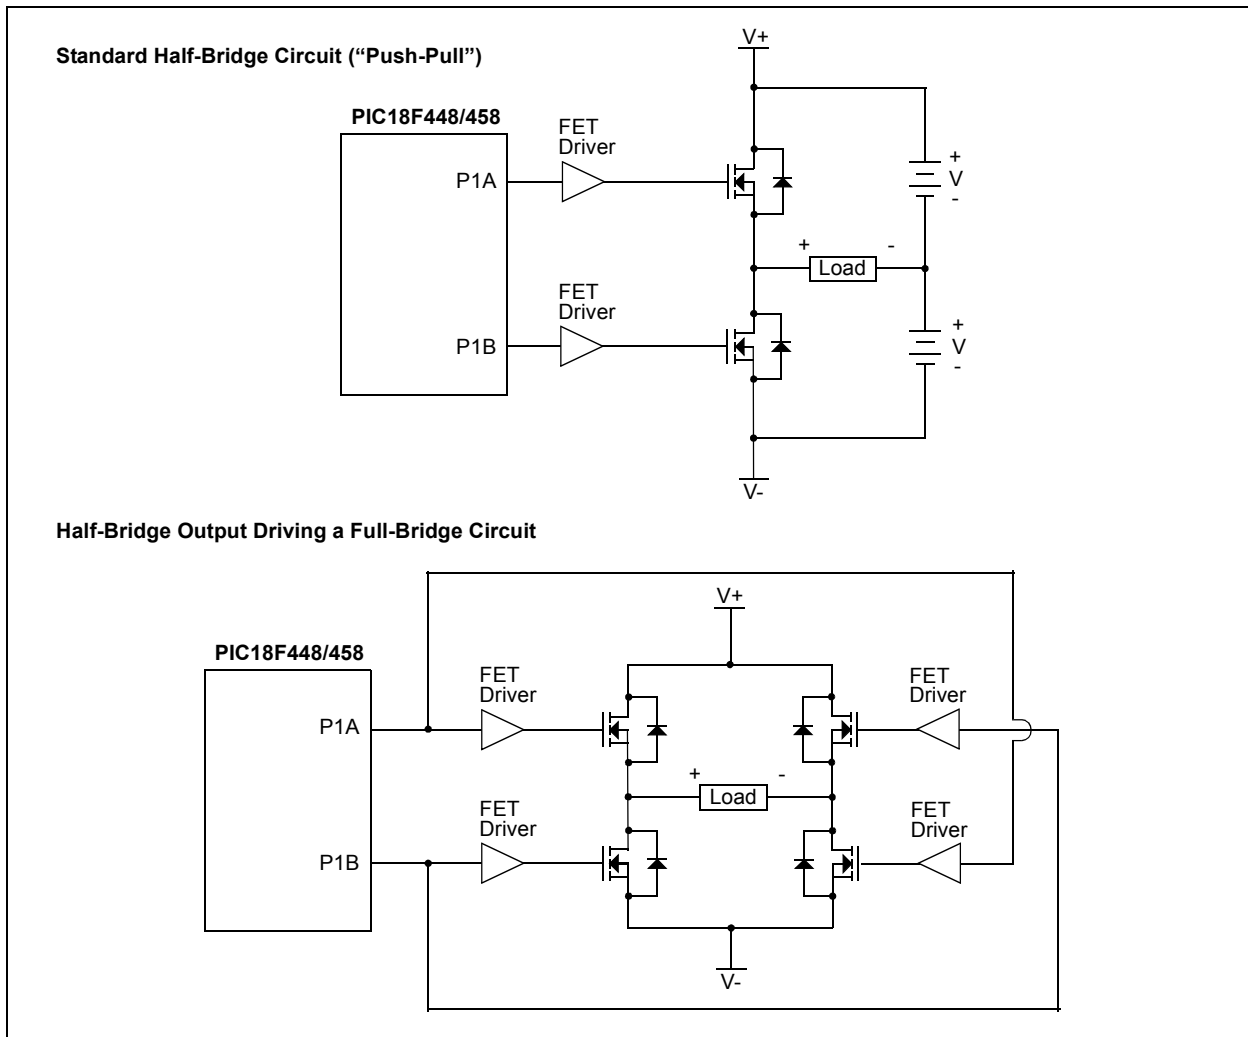 Standard Half-Bridge Circuit (“Push-Pull”)
V+
PIC18F448/458
FET
Driver
P1A
+
V
-
+
-
Load
FET
Driver
P1B
+
V
-
V-
Half-Bridge Output Driving a Full-Bridge Circuit
V+
PIC18F448/458
FET
Driver
FET
Driver
P1A
+
-
Load
FET
Driver
FET
Driver
P1B
V-